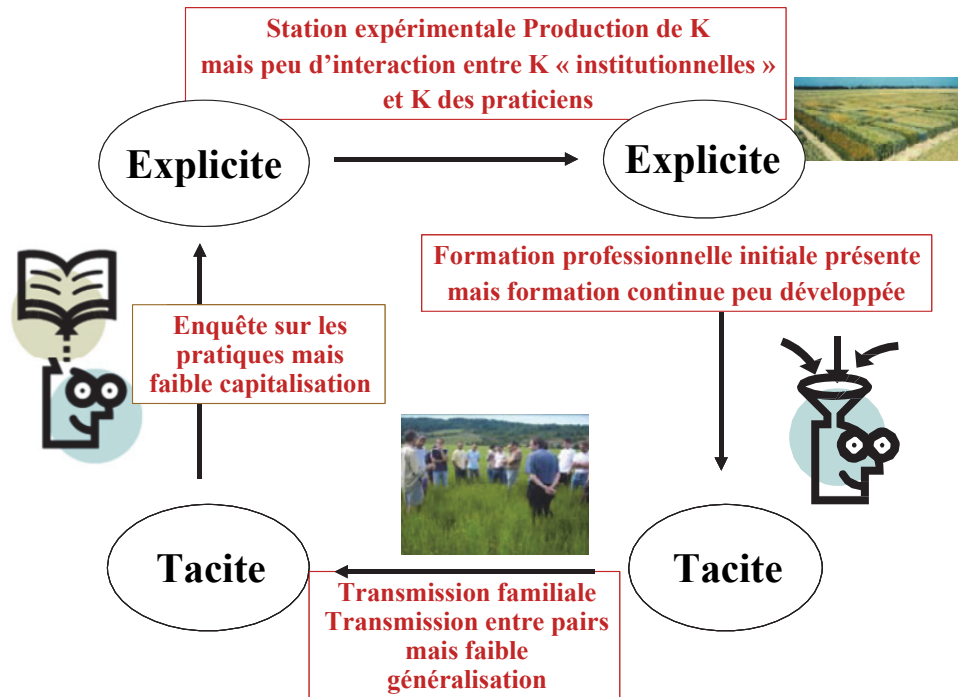 Station expérimentale Production de K
mais peu d'interaction entre K « institutionnelles »
et K des praticiens
Explicite
Explicite
Formation professionnelle initiale présente
mais formation continue peu développée
Enquête sur les
pratiques mais
faible capitalisation
Tacite
Tacite
Transmission familiale
Transmission entre pairs
mais faible
généralisation